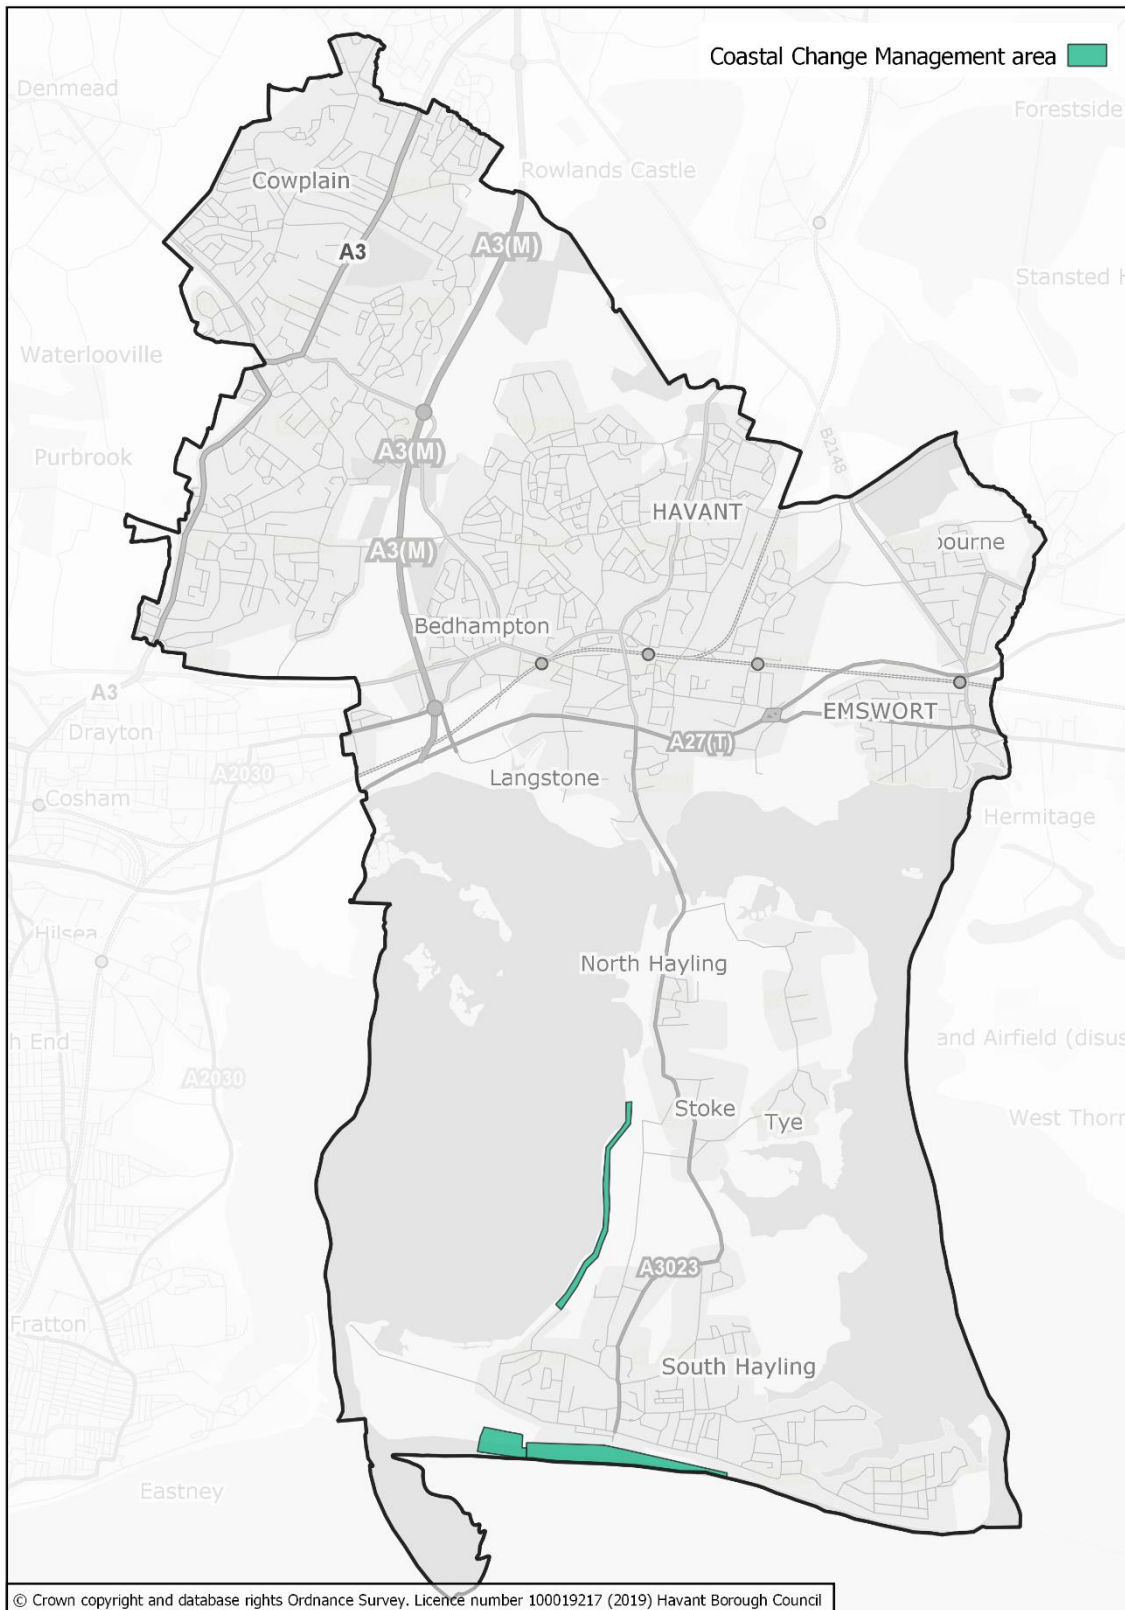 Coastal Change Management area
Denmead
Forestside
Rowlands Castle
Cowplain
A3
A3(M)
Stansted H
Waterlooville
A3(M)
B2148
Purbrook
HAVANT
A3(M)
bourne
Bedhampton
A3
EMSWORT
Drayton
A27(T)
A2030
Langstone
Cosham
Hermitage
Hilsea
North Hayling
h End
and Airfield (disus
A2030
Stoke
Tye
West Thorr
A3023
Fratton
South Hayling
Eastney
© Crown copyright and database rights Ordnance Survey. Licence number 100019217 (2019) Havant Borough Council